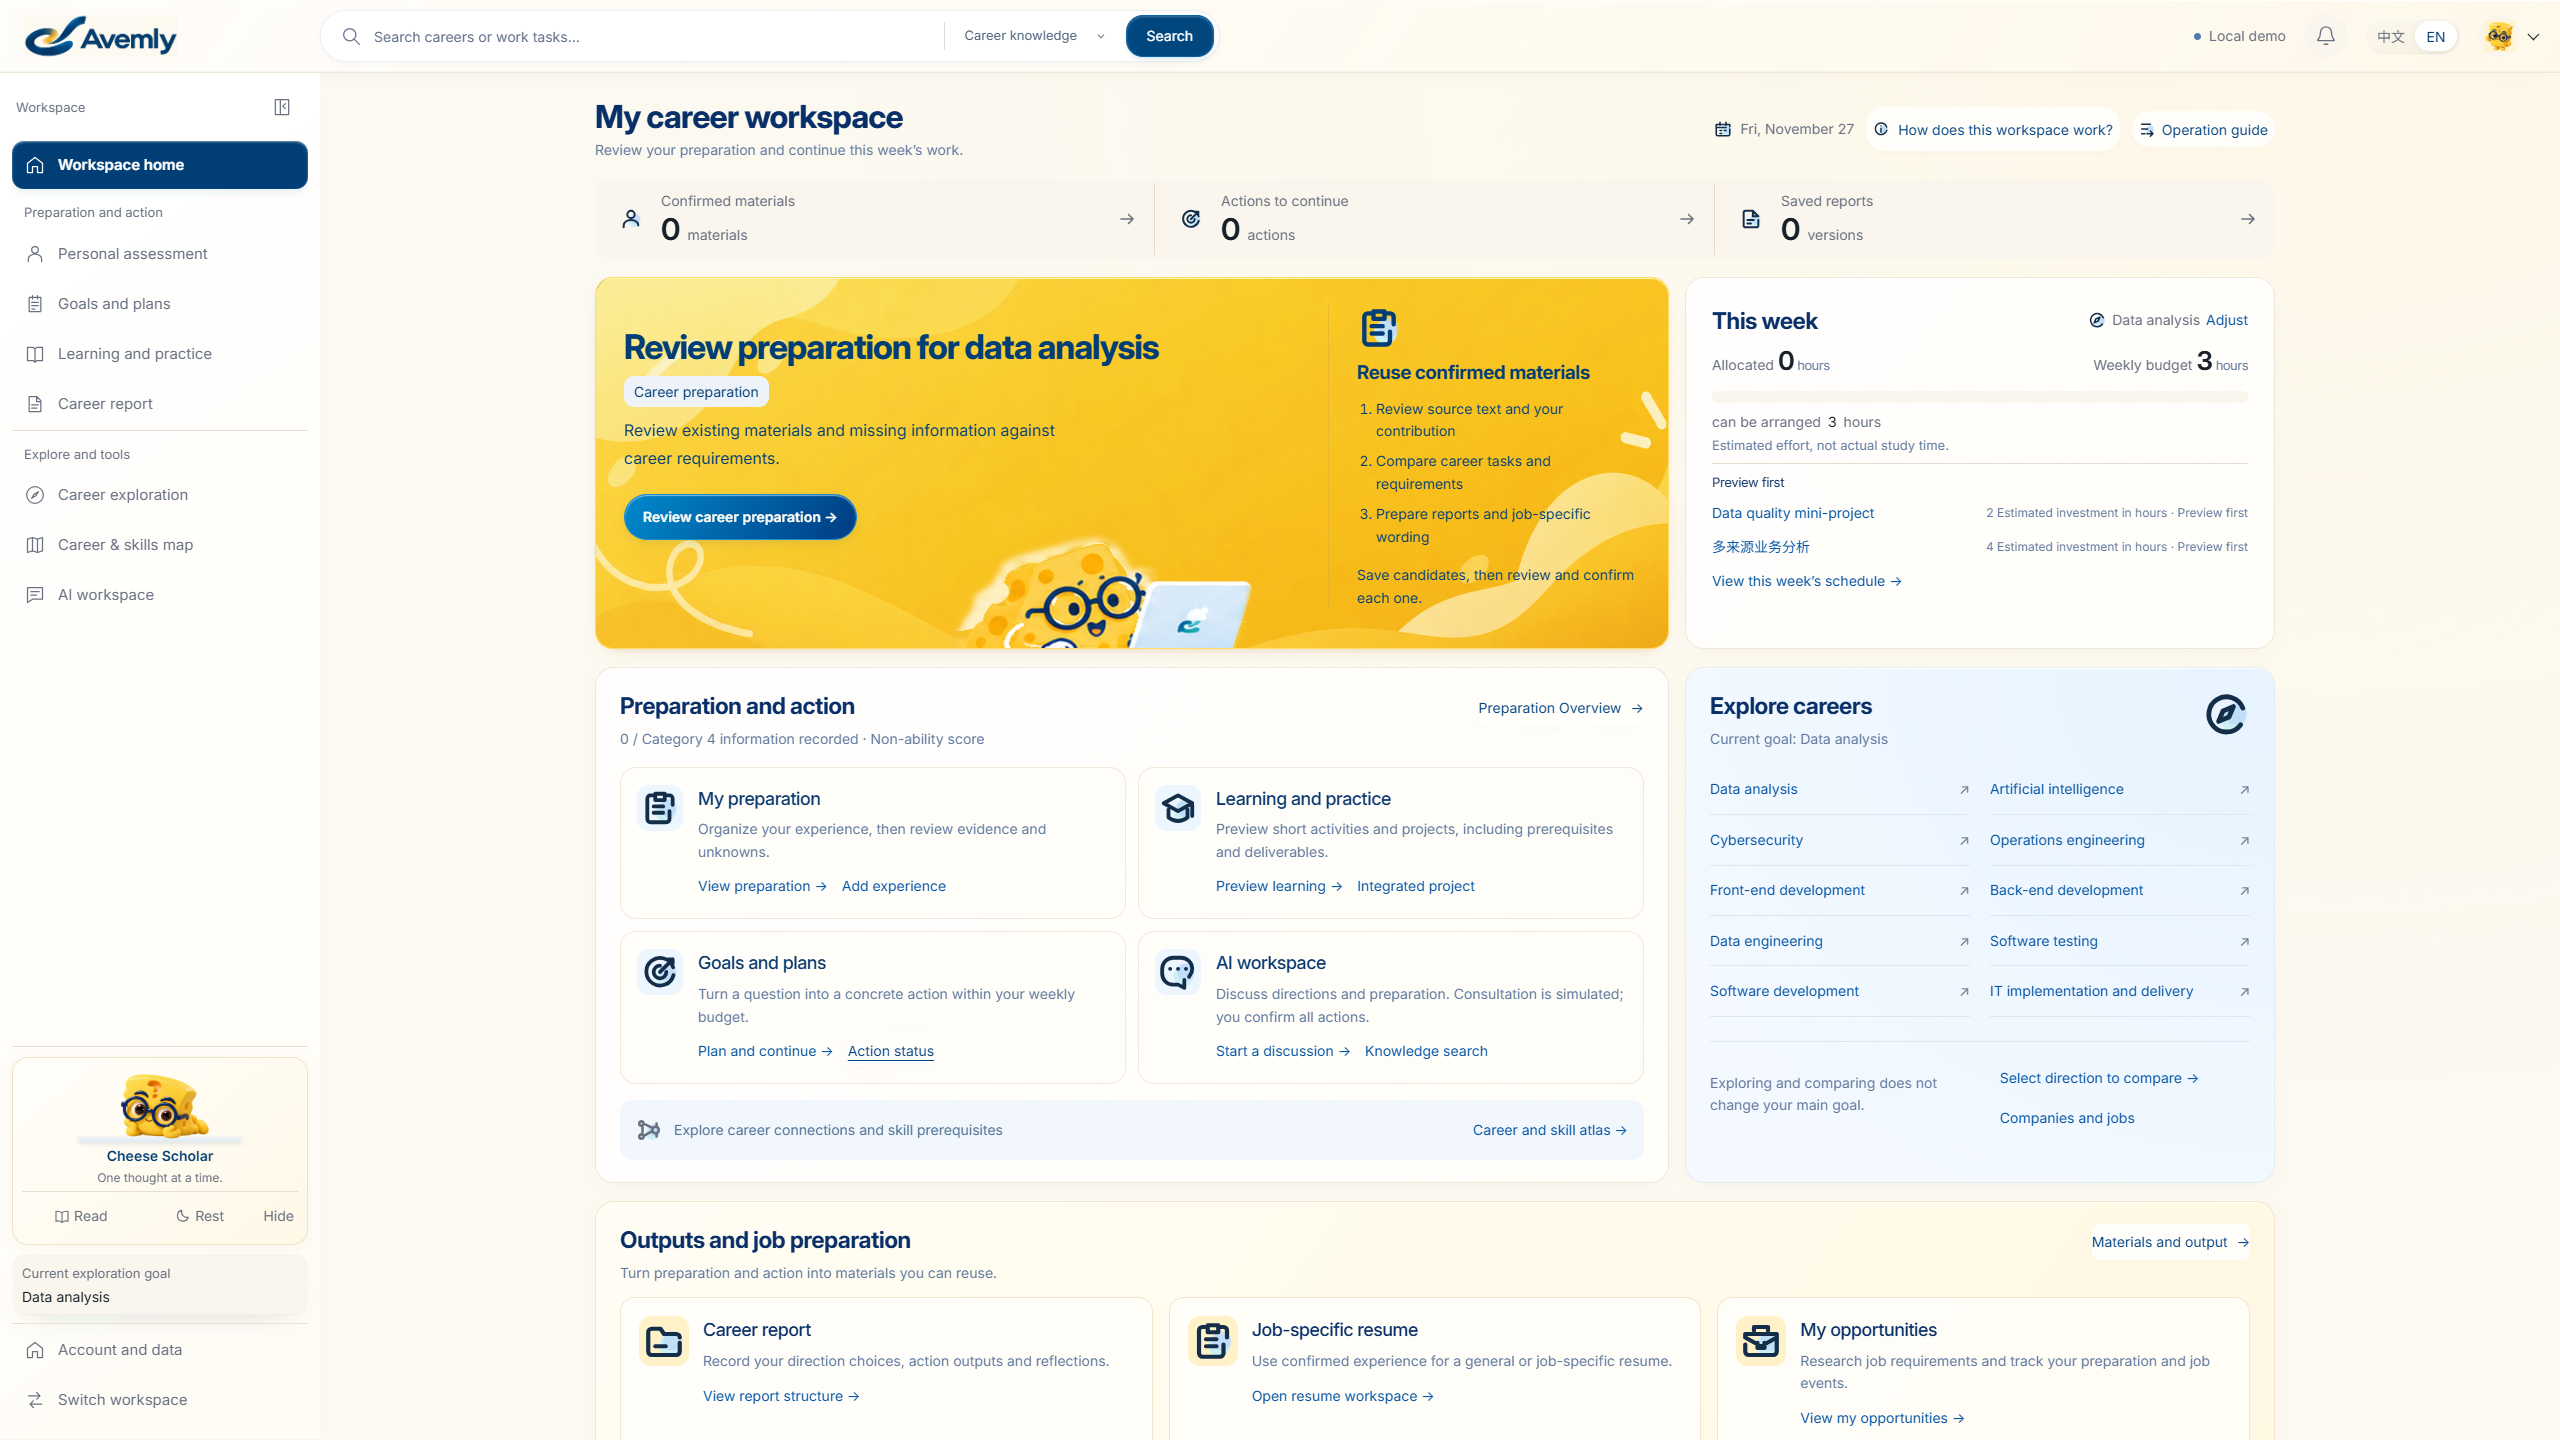 Avemly
Search careers or work tasks...
Career knowledge
Search
Local demo
中文
EN
Workspace
Workspace home
Preparation and action
Personal assessment
Goals and plans
Learning and practice
Career report
Explore and tools
Career exploration
Career & skills map
AI workspace
Cheese Scholar
One thought at a time.
Read
Rest
Hide
Current exploration goal
Data analysis
Account and data
Switch workspace
My career workspace
Review your preparation and continue this week's work.
Fri, November 27
How does this workspace work?
Operation guide
Confirmed materials
0 materials
Actions to continue
0 actions
Saved reports
0 versions
Review preparation for data analysis
Career preparation
Review existing materials and missing information against
career requirements.
Review career preparation →
Reuse confirmed materials
1. Review source text and your
contribution
2. Compare career tasks and
requirements
3. Prepare reports and job-specific
wording
Save candidates, then review and confirm
each one.
This week
Data analysis Adjust
Allocated 0 hours
Weekly budget 3 hours
can be arranged 3 hours
Estimated effort, not actual study time.
Preview first
Data quality mini-project
2 Estimated investment in hours · Preview first
多来源业务分析
4 Estimated investment in hours · Preview first
View this week's schedule →
Preparation and action
Preparation Overview →
0 / Category 4 information recorded · Non-ability score
My preparation
Organize your experience, then review evidence and
unknowns.
View preparation → Add experience
Learning and practice
Preview short activities and projects, including prerequisites
and deliverables.
Preview learning → Integrated project
Goals and plans
Turn a question into a concrete action within your weekly
budget.
Plan and continue → Action status
AI workspace
Discuss directions and preparation. Consultation is simulated;
you confirm all actions.
Start a discussion → Knowledge search
Explore career connections and skill prerequisites
Career and skill atlas →
Explore careers
Current goal: Data analysis
Data analysis ↗
Artificial intelligence ↗
Cybersecurity ↗
Operations engineering ↗
Front-end development ↗
Back-end development ↗
Data engineering ↗
Software testing ↗
Software development ↗
IT implementation and delivery ↗
Exploring and comparing does not
change your main goal.
Select direction to compare →
Companies and jobs
Outputs and job preparation
Materials and output →
Turn preparation and action into materials you can reuse.
Career report
Record your direction choices, action outputs and reflections.
View report structure →
Job-specific resume
Use confirmed experience for a general or job-specific resume.
Open resume workspace →
My opportunities
Research job requirements and track your preparation and job
events.
View my opportunities →